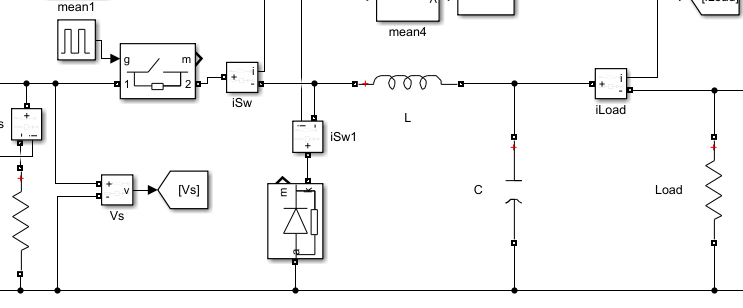 mean1
mean4
g
m
1
2
+
i
-
iSw
+
i
-
iLoad
L
s
i
-
+
iSw1
+
-
v
Vs
[Vs]
m
k
a
C
Load